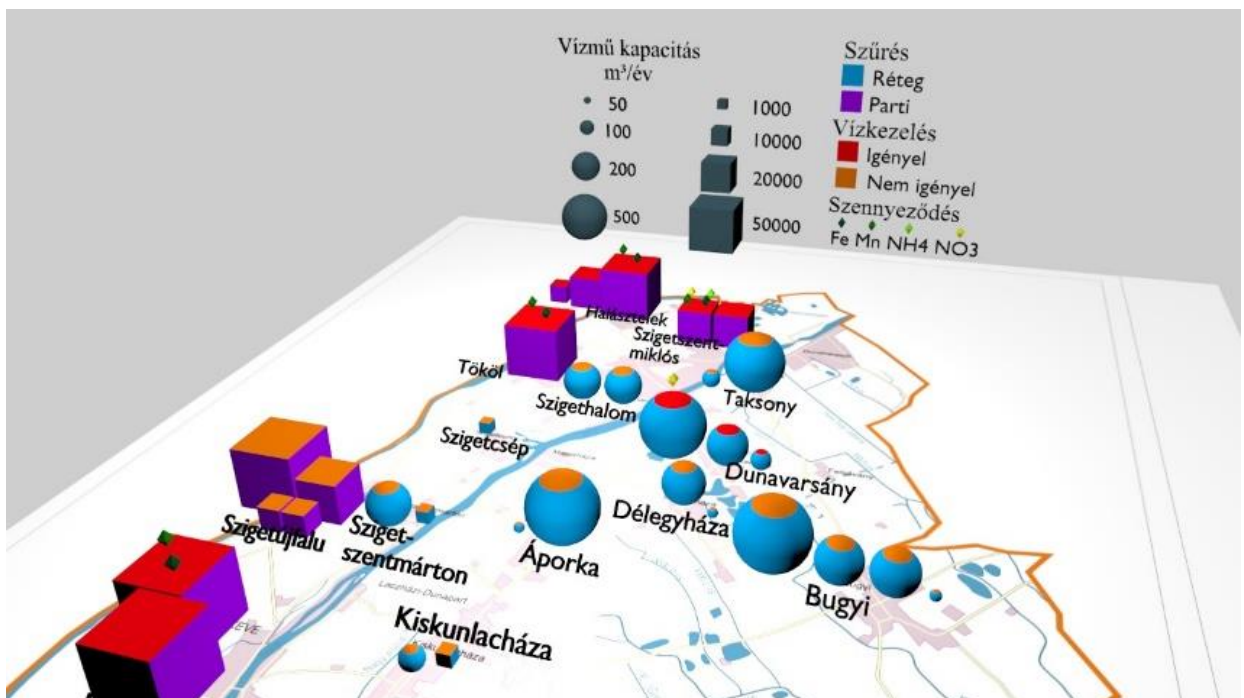 Vízmű kapacitás
m³/év
50
100
200
500
1000
10000
20000
50000
Szűrés
Réteg
Parti
Vízkezelés
Igényel
Nem igényel
Szennyeződés
Fe Mn NH4 NO3
Halásztelek
Szigetszent-
miklós
Tököl
Taksony
Szigethalom
Szigetcsép
Dunavarsány
Délegyháza
Szigetújfalu
Sziget-
szentmárton
Áporka
Bugyi
Kiskunlacháza